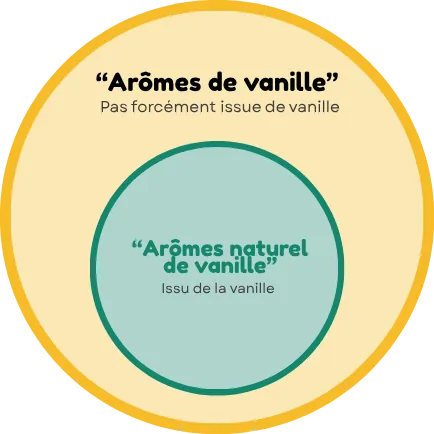 “Arômes de vanille”
Pas forcément issue de vanille
“Arômes naturel
de vanille”
Issu de la vanille